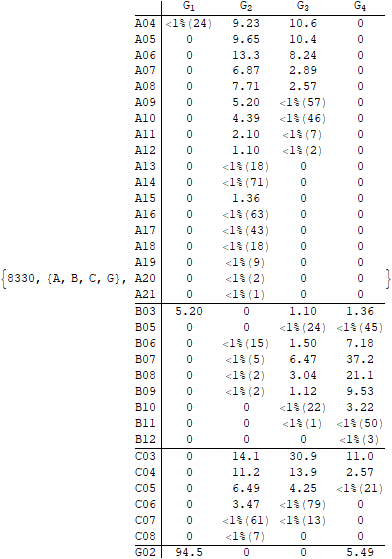 G1 G2 G3 G4
A04 <1%(24) 9.23 10.6 0
A05 0 9.65 10.4 0
A06 0 13.3 8.24 0
A07 0 6.87 2.89 0
A08 0 7.71 2.57 0
A09 0 5.20 <1%(57) 0
A10 0 4.39 <1%(46) 0
A11 0 2.10 <1%(7) 0
A12 0 1.10 <1%(2) 0
A13 0 <1%(18) 0 0
A14 0 <1%(71) 0 0
A15 0 1.36 0 0
A16 0 <1%(63) 0 0
A17 0 <1%(43) 0 0
A18 0 <1%(18) 0 0
A19 0 <1%(9) 0 0
{8330, {A, B, C, G}, A20 0 <1%(2) 0 0 }
A21 0 <1%(1) 0 0
B03 5.20 0 1.10 1.36
B05 0 0 <1%(24) <1%(45)
B06 0 <1%(15) 1.50 7.18
B07 0 <1%(5) 6.47 37.2
B08 0 <1%(2) 3.04 21.1
B09 0 <1%(2) 1.12 9.53
B10 0 0 <1%(22) 3.22
B11 0 0 <1%(1) <1%(50)
B12 0 0 0 <1%(3)
C03 0 14.1 30.9 11.0
C04 0 11.2 13.9 2.57
C05 0 6.49 4.25 <1%(21)
C06 0 3.47 <1%(79) 0
C07 0 <1%(61) <1%(13) 0
C08 0 <1%(7) 0 0
G02 94.5 0 0 5.49